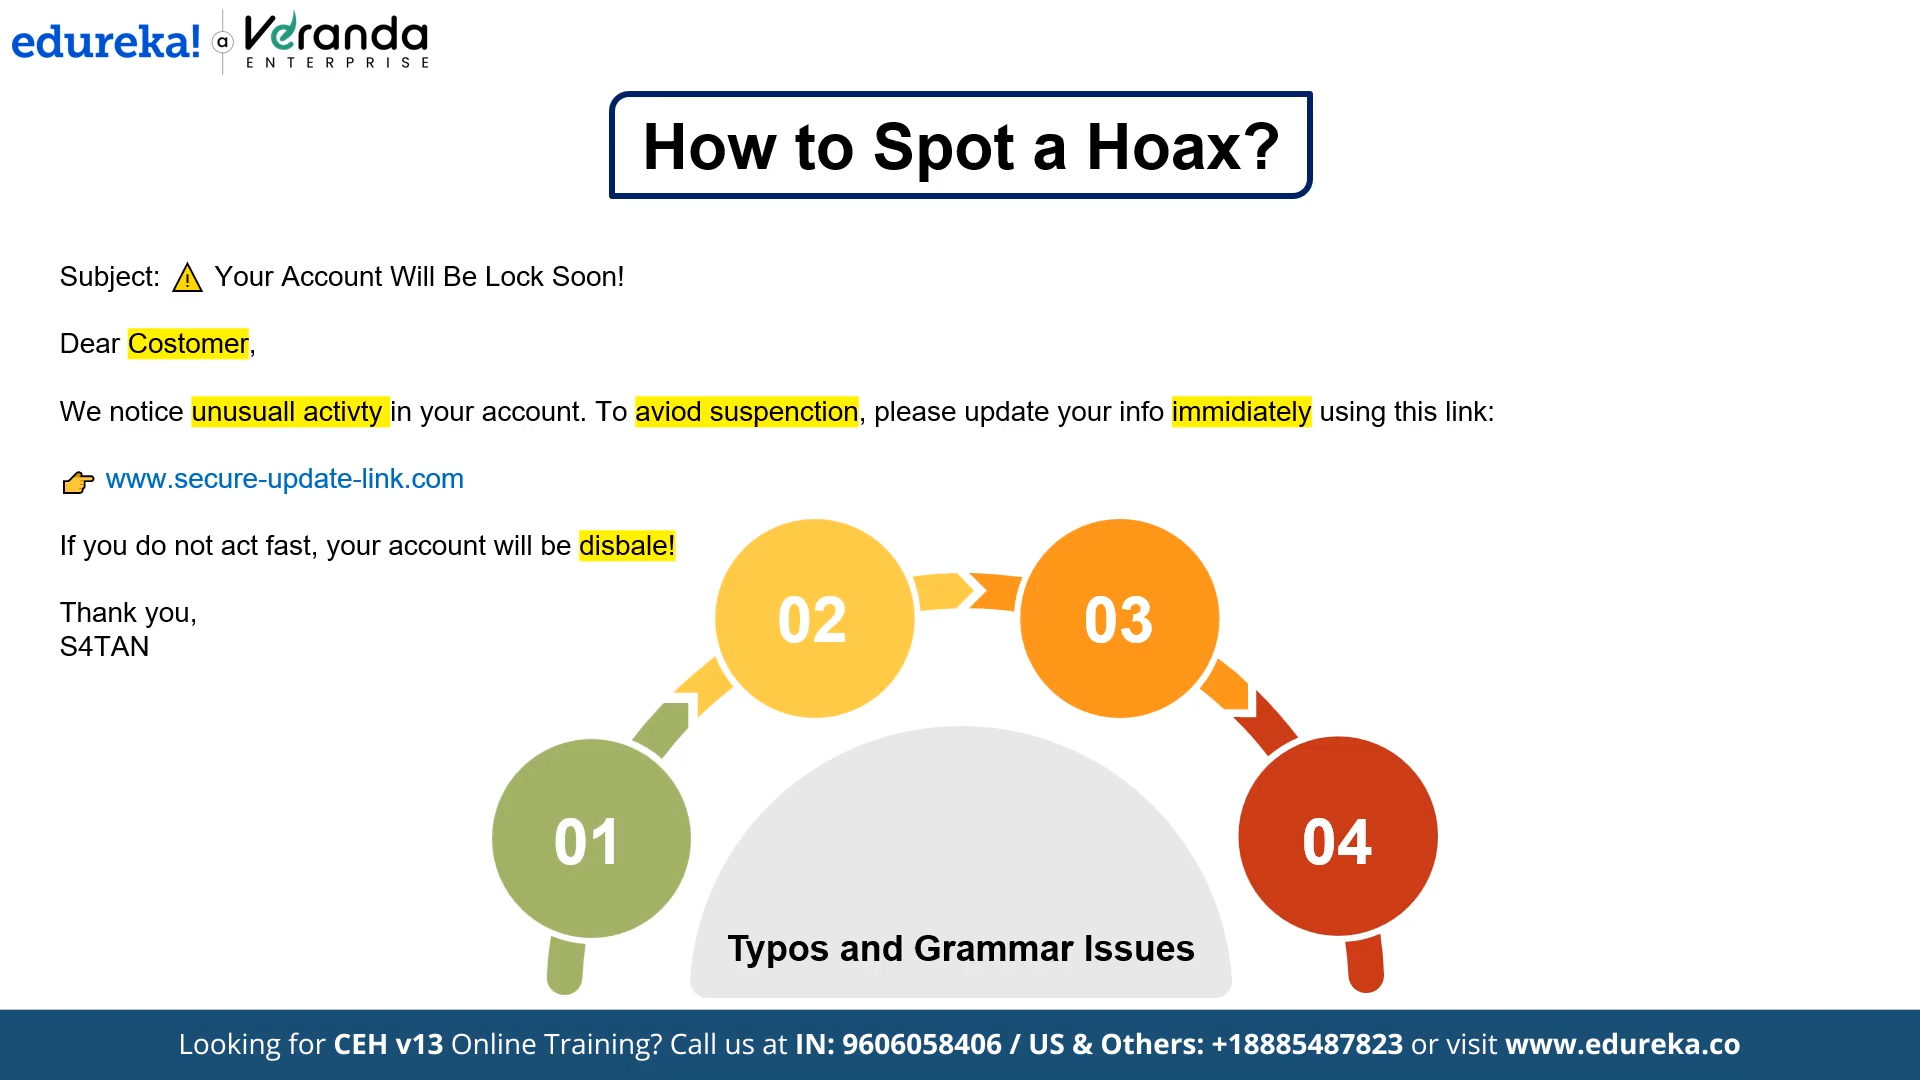 edureka! a Veranda
ENTERPRISE
How to Spot a Hoax?
Subject: ⚠ Your Account Will Be Lock Soon!
Dear Costomer,
We notice unusuall activty in your account. To aviod suspenction, please update your info immidiately using this link:
👉 www.secure-update-link.com
If you do not act fast, your account will be disbale!
Thank you,
S4TAN
02
03
01
04
Typos and Grammar Issues
Looking for CEH v13 Online Training? Call us at IN: 9606058406 / US & Others: +18885487823 or visit www.edureka.co